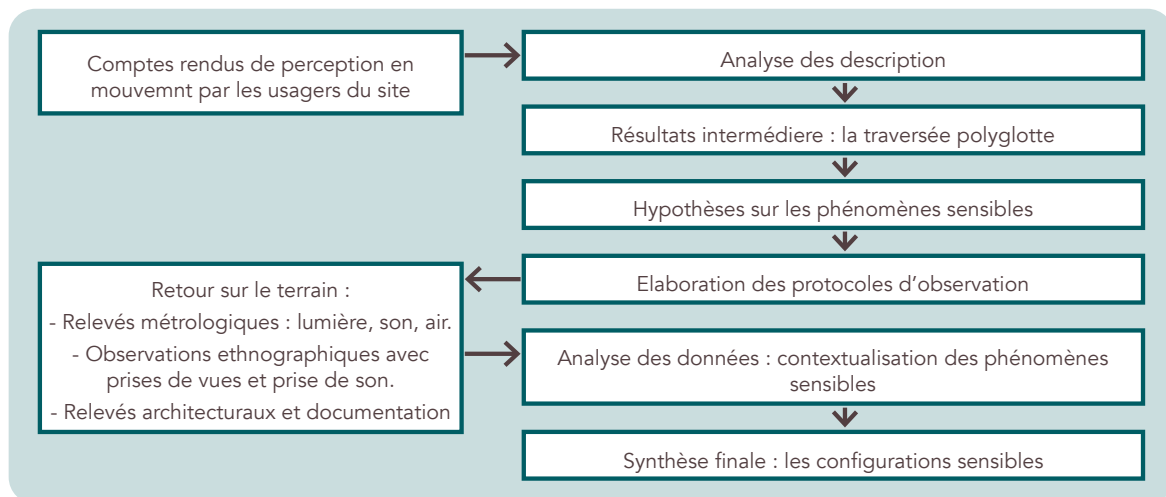 Comptes rendus de perception en
mouvemnt par les usagers du site
Analyse des description
Résultats intermédiere : la traversée polyglotte
Hypothèses sur les phénomènes sensibles
Elaboration des protocoles d'observation
Retour sur le terrain :
- Relevés métrologiques : lumière, son, air.
- Observations ethnographiques avec
prises de vues et prise de son.
- Relevés architecturaux et documentation
Analyse des données : contextualisation des phénomènes
sensibles
Synthèse finale : les configurations sensibles